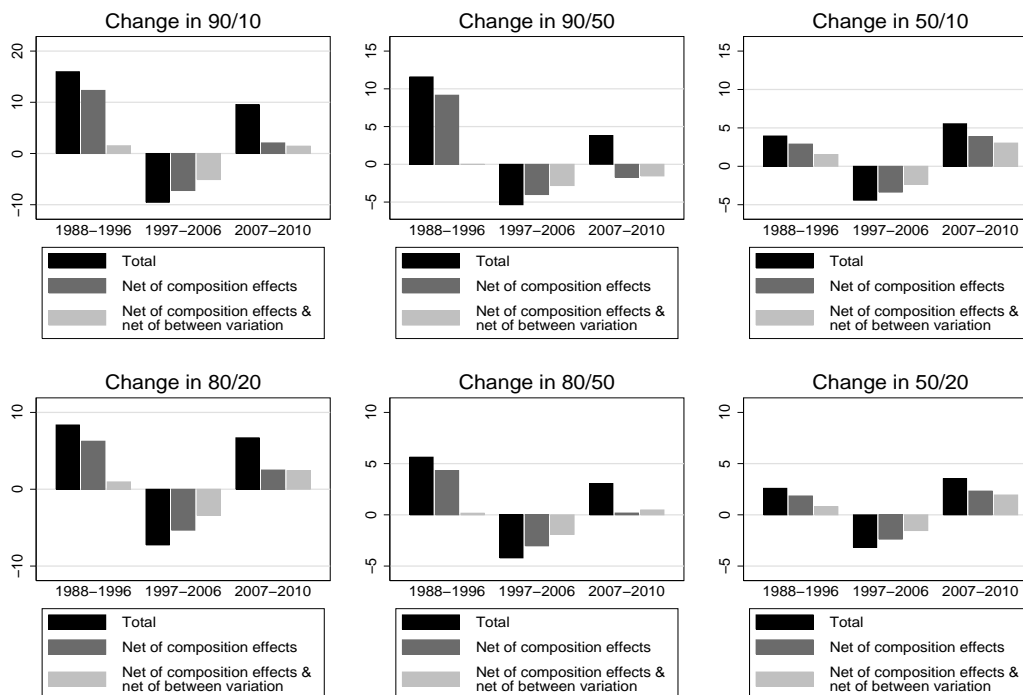 Change in 90/10
20
10
0
−10
1988−1996 1997−2006 2007−2010
Total
Net of composition effects
Net of composition effects &
net of between variation
Change in 90/50
15
10
5
0
−5
1988−1996 1997−2006 2007−2010
Total
Net of composition effects
Net of composition effects &
net of between variation
Change in 50/10
15
10
5
0
−5
1988−1996 1997−2006 2007−2010
Total
Net of composition effects
Net of composition effects &
net of between variation
Change in 80/20
10
0
−10
1988−1996 1997−2006 2007−2010
Total
Net of composition effects
Net of composition effects &
net of between variation
Change in 80/50
10
5
0
−5
1988−1996 1997−2006 2007−2010
Total
Net of composition effects
Net of composition effects &
net of between variation
Change in 50/20
10
5
0
−5
1988−1996 1997−2006 2007−2010
Total
Net of composition effects
Net of composition effects &
net of between variation